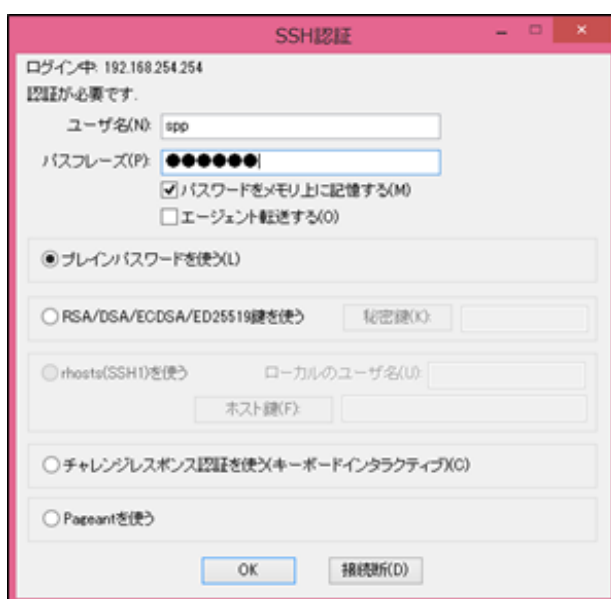 SSH認証
ログイン中: 192.168.254.254
認証が必要です.
ユーザ名(N): spp
パスフレーズ(P): ●●●●●●
パスワードをメモリ上に記憶する(M)
エージェント転送する(O)
プレインパスワードを使う(L)
RSA/DSA/ECDSA/ED25519鍵を使う 秘密鍵(K):
rhosts(SSH1)を使う ローカルのユーザ名(U):
ホスト鍵(F):
チャレンジレスポンス認証を使う(キーボードインタラクティブ)(C)
Pageantを使う
OK 接続断(D)